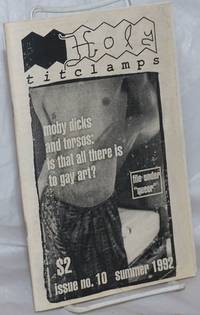 Holy
titclamps
moby dicks
and torsos:
is that all there is
to gay art?
file under
"queer"
$2
issue no. 10 summer 1992